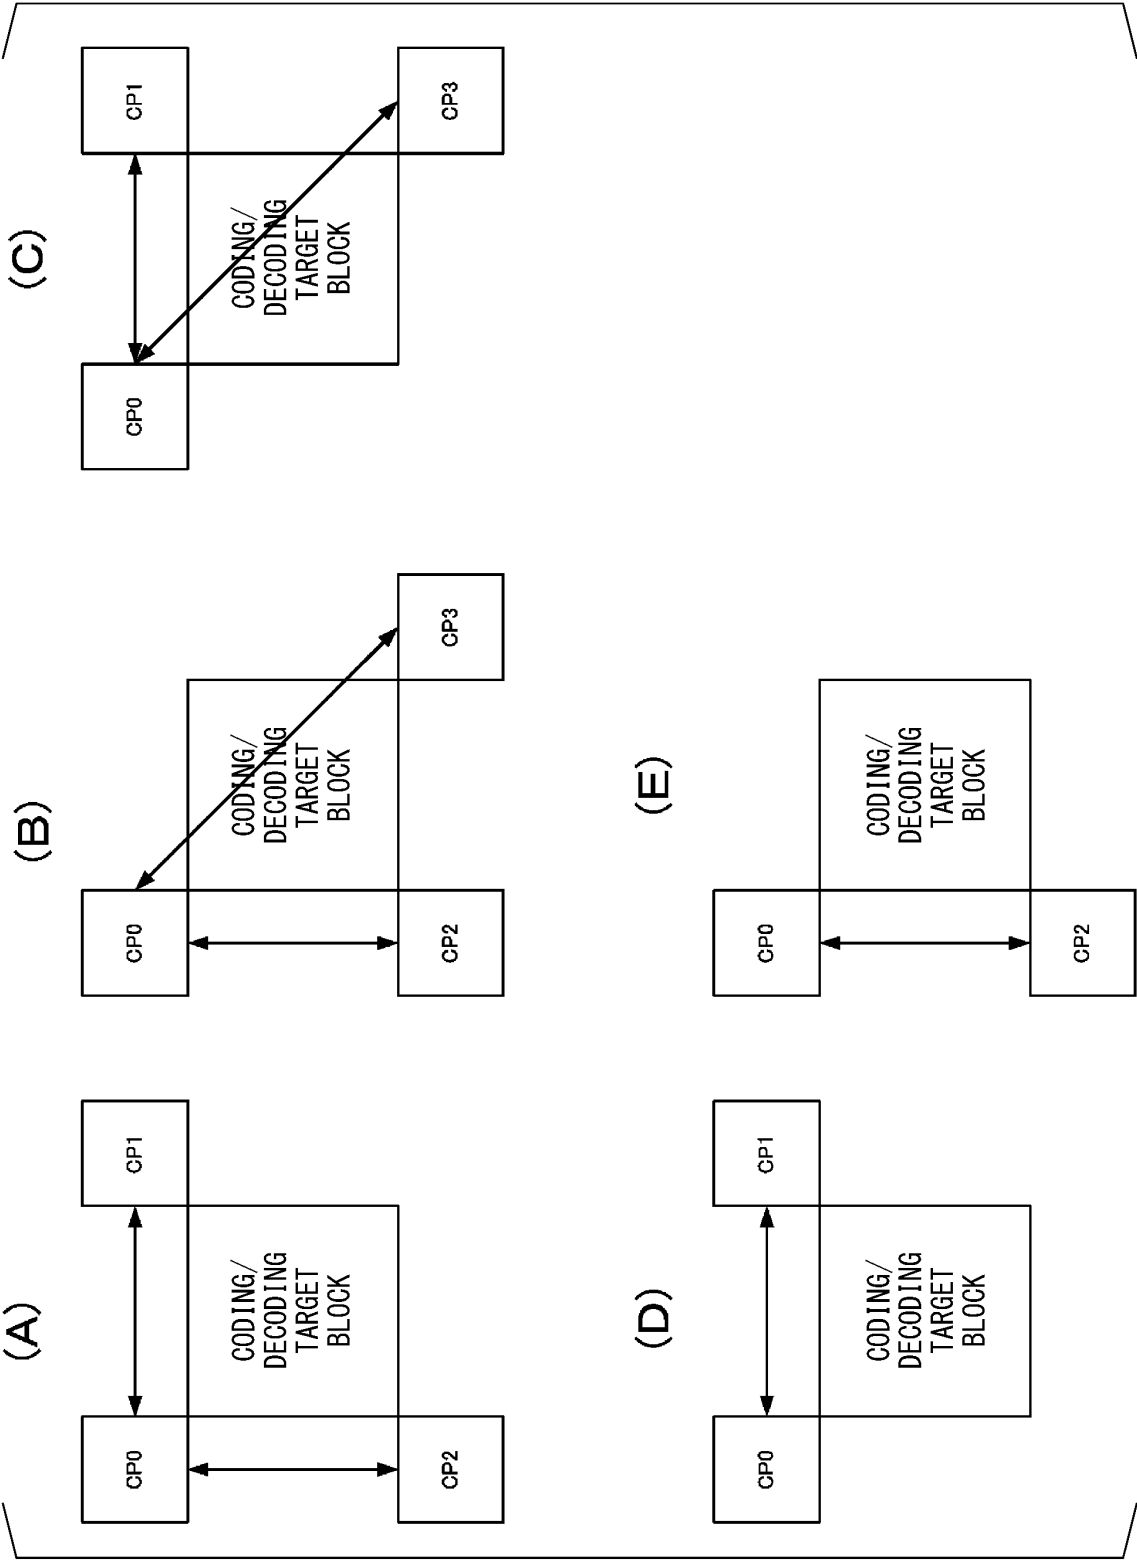 (A)
CP0
CP1
CODING/
DECODING
TARGET
BLOCK
CP2
(B)
CP0
CODING/
DECODING
TARGET
BLOCK
CP2
CP3
(C)
CP0
CP1
CODING/
DECODING
TARGET
BLOCK
CP3
(D)
CP0
CP1
CODING/
DECODING
TARGET
BLOCK
(E)
CP0
CODING/
DECODING
TARGET
BLOCK
CP2